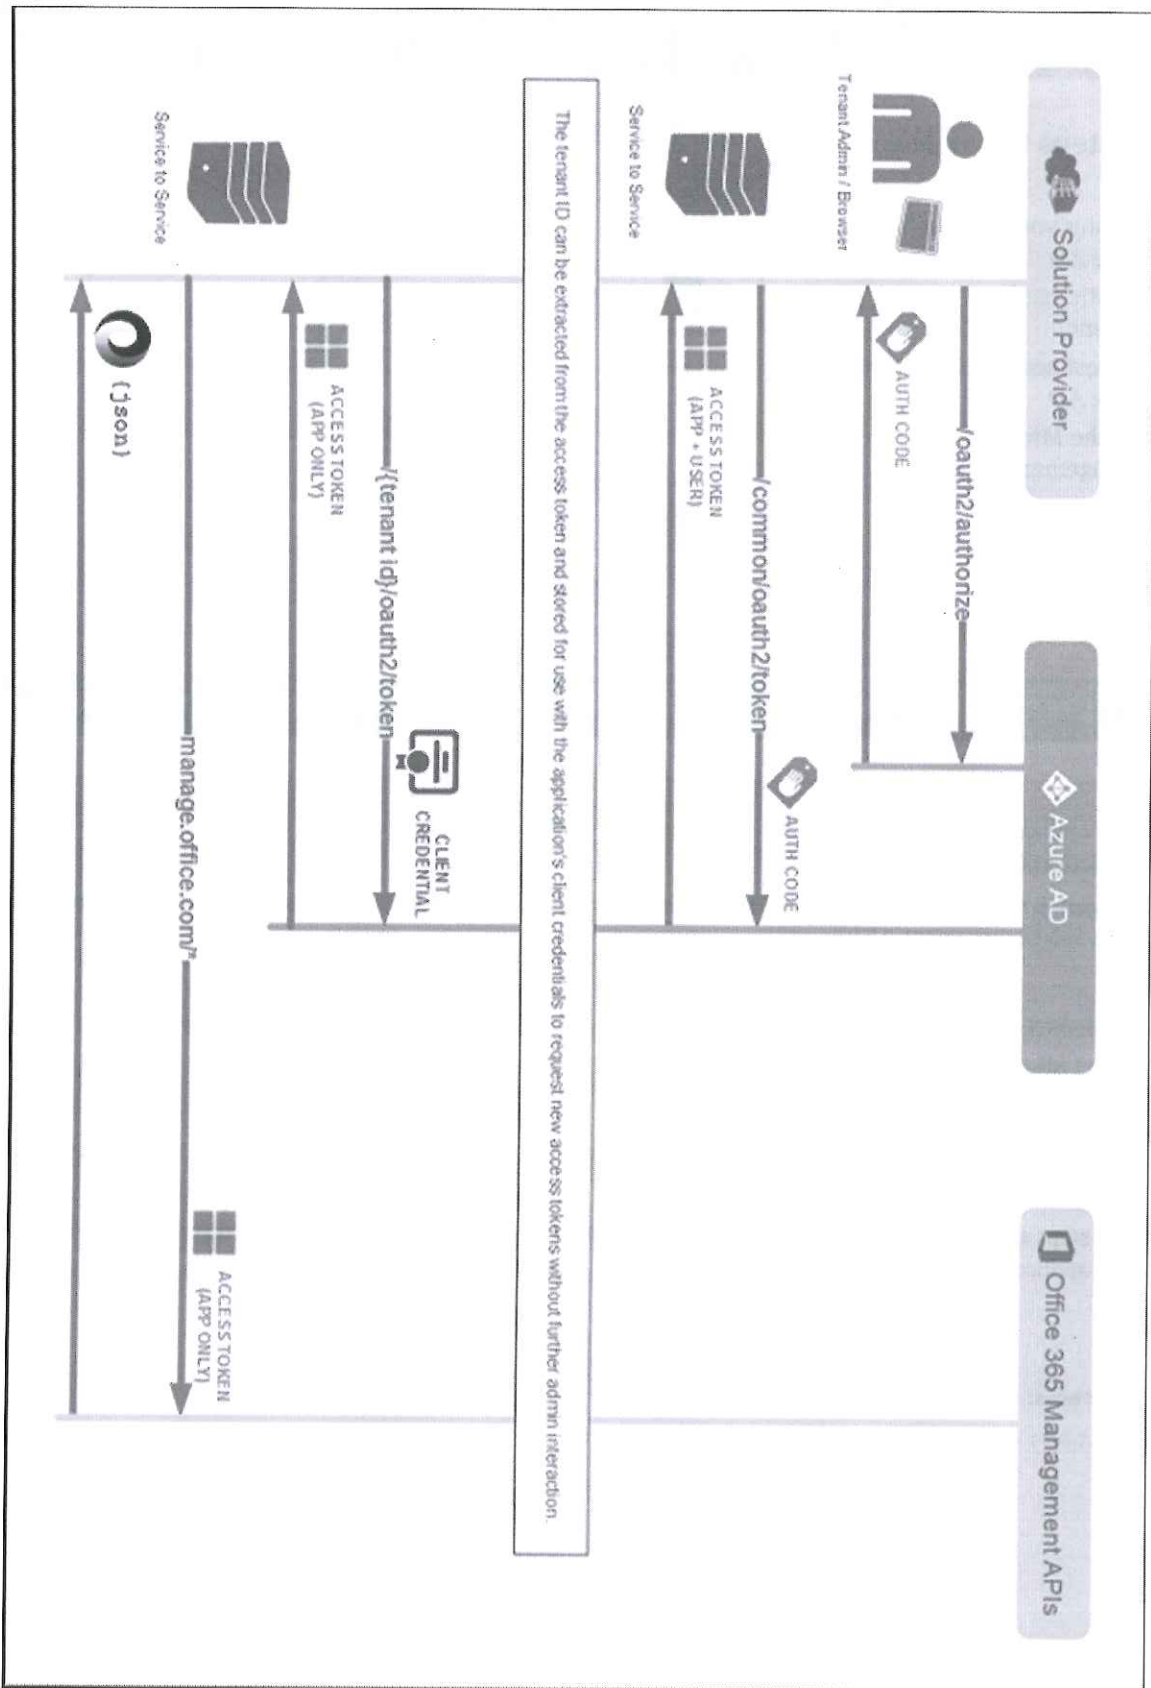 Solution Provider
Azure AD
Office 365 Management APIs
Tenant Admin / Browser
/oauth2/authorize
AUTH CODE
Service to Service
/common/oauth2/token
AUTH CODE
ACCESS TOKEN
(APP + USER)
The tenant ID can be extracted from the access token and stored for use with the application's client credentials to request new access tokens without further admin interaction.
Service to Service
/{tenant id}/oauth2/token
CLIENT
CREDENTIAL
ACCESS TOKEN
(APP ONLY)
manage.office.com/*
ACCESS TOKEN
(APP ONLY)
{json}